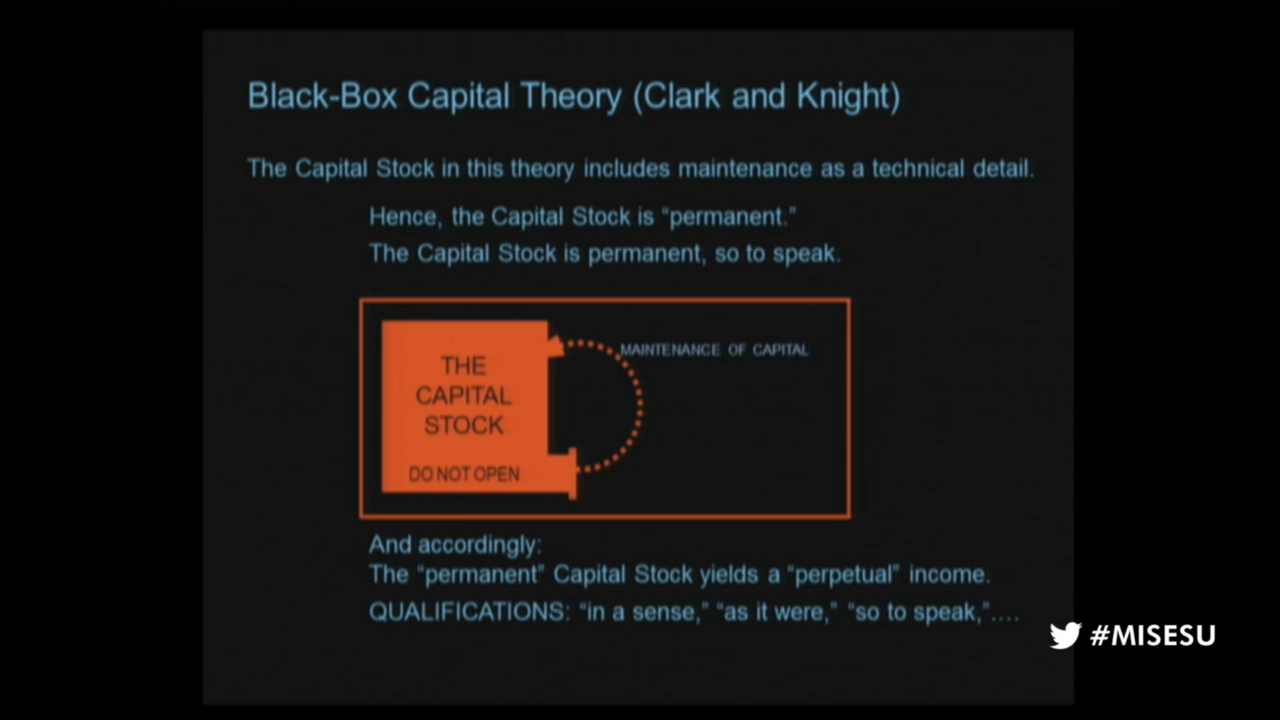 Black-Box Capital Theory (Clark and Knight)
The Capital Stock in this theory includes maintenance as a technical detail.
Hence, the Capital Stock is “permanent.”
The Capital Stock is permanent, so to speak.
THE
CAPITAL
STOCK
DO NOT OPEN
MAINTENANCE OF CAPITAL
And accordingly:
The “permanent” Capital Stock yields a “perpetual” income.
QUALIFICATIONS: “in a sense,” “as it were,” “so to speak,”....
#MISESU